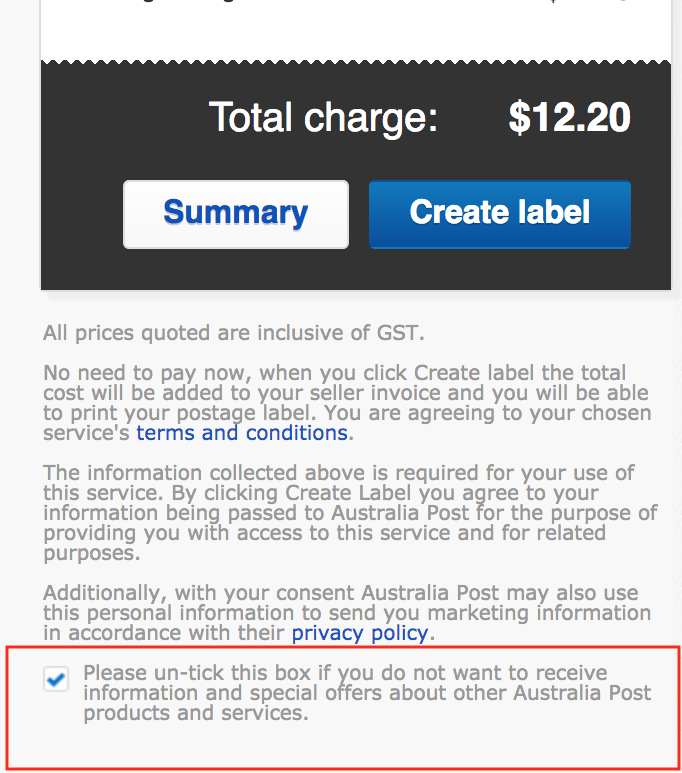 Total charge: $12.20
Summary Create label
All prices quoted are inclusive of GST.
No need to pay now, when you click Create label the total
cost will be added to your seller invoice and you will be able
to print your postage label. You are agreeing to your chosen
service's terms and conditions.
The information collected above is required for your use of
this service. By clicking Create Label you agree to your
information being passed to Australia Post for the purpose of
providing you with access to this service and for related
purposes.
Additionally, with your consent Australia Post may also use
this personal information to send you marketing information
in accordance with their privacy policy.
Please un-tick this box if you do not want to receive
information and special offers about other Australia Post
products and services.